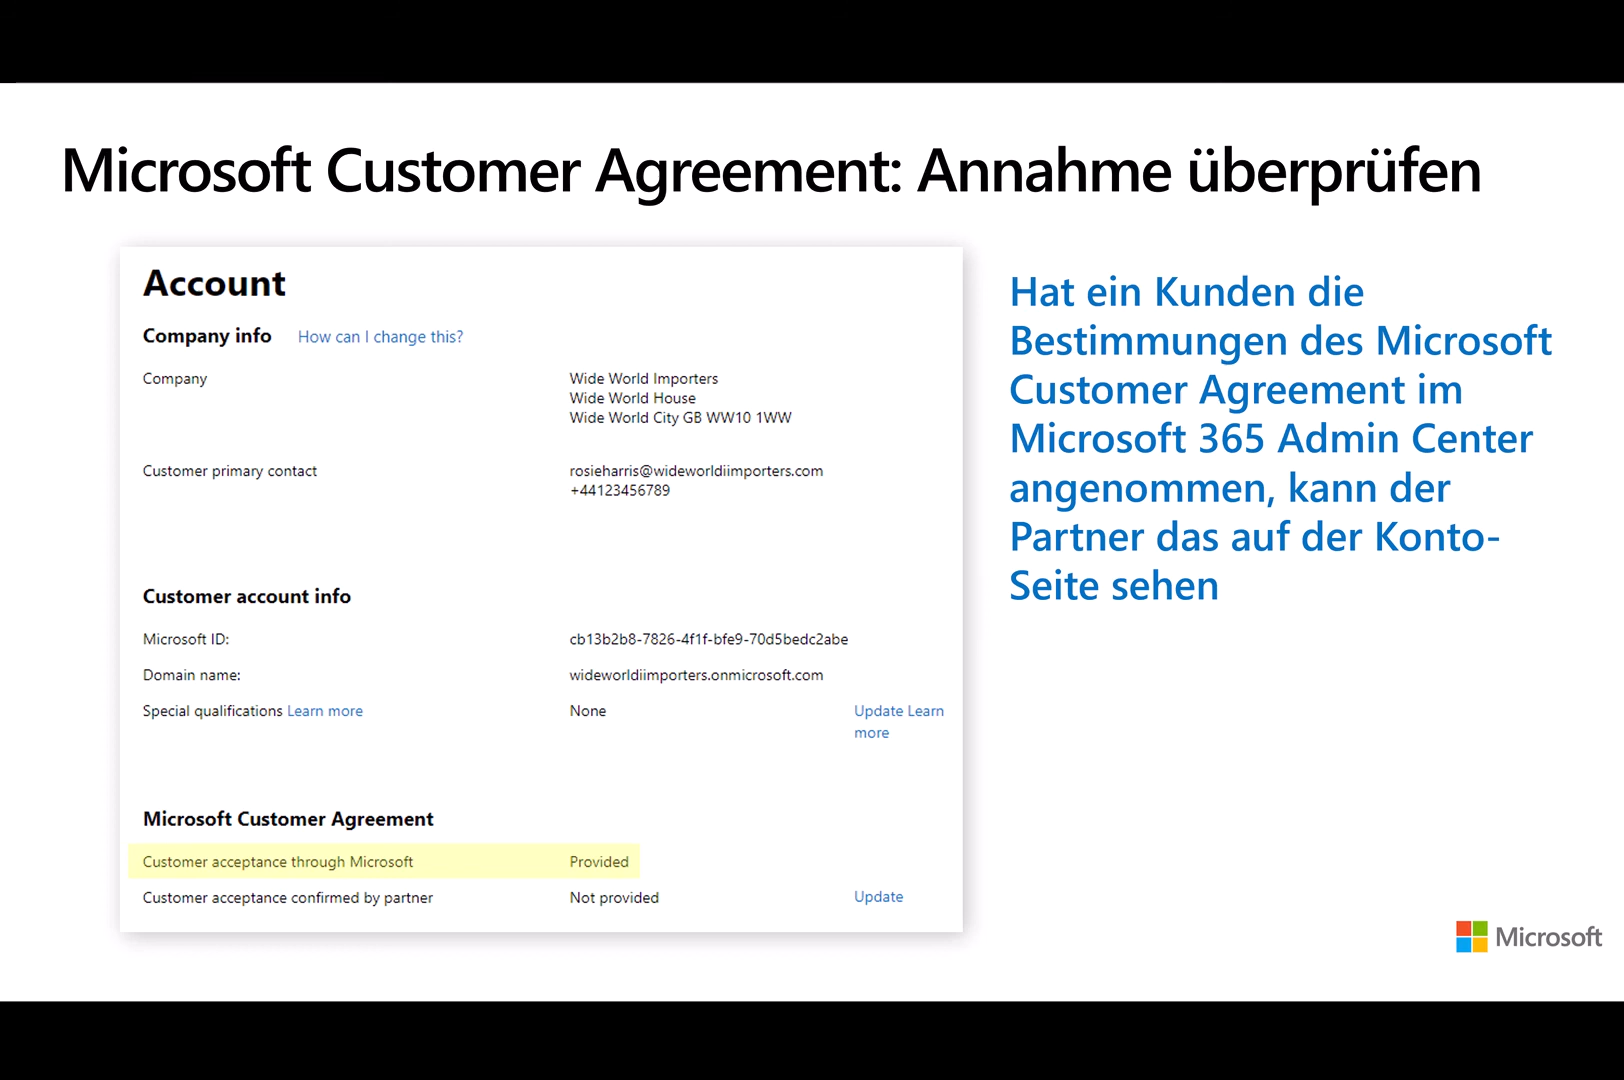 Microsoft Customer Agreement: Annahme überprüfen
Account
Company info How can I change this?
Company Wide World Importers
Wide World House
Wide World City GB WW10 1WW
Customer primary contact rosieharris@wideworldiimporters.com
+44123456789
Customer account info
Microsoft ID: cb13b2b8-7826-4f1f-bfe9-70d5bedc2abe
Domain name: wideworldiimporters.onmicrosoft.com
Special qualifications Learn more None Update Learn
more
Microsoft Customer Agreement
Customer acceptance through Microsoft Provided
Customer acceptance confirmed by partner Not provided Update
Hat ein Kunden die
Bestimmungen des Microsoft
Customer Agreement im
Microsoft 365 Admin Center
angenommen, kann der
Partner das auf der Konto-
Seite sehen
Microsoft